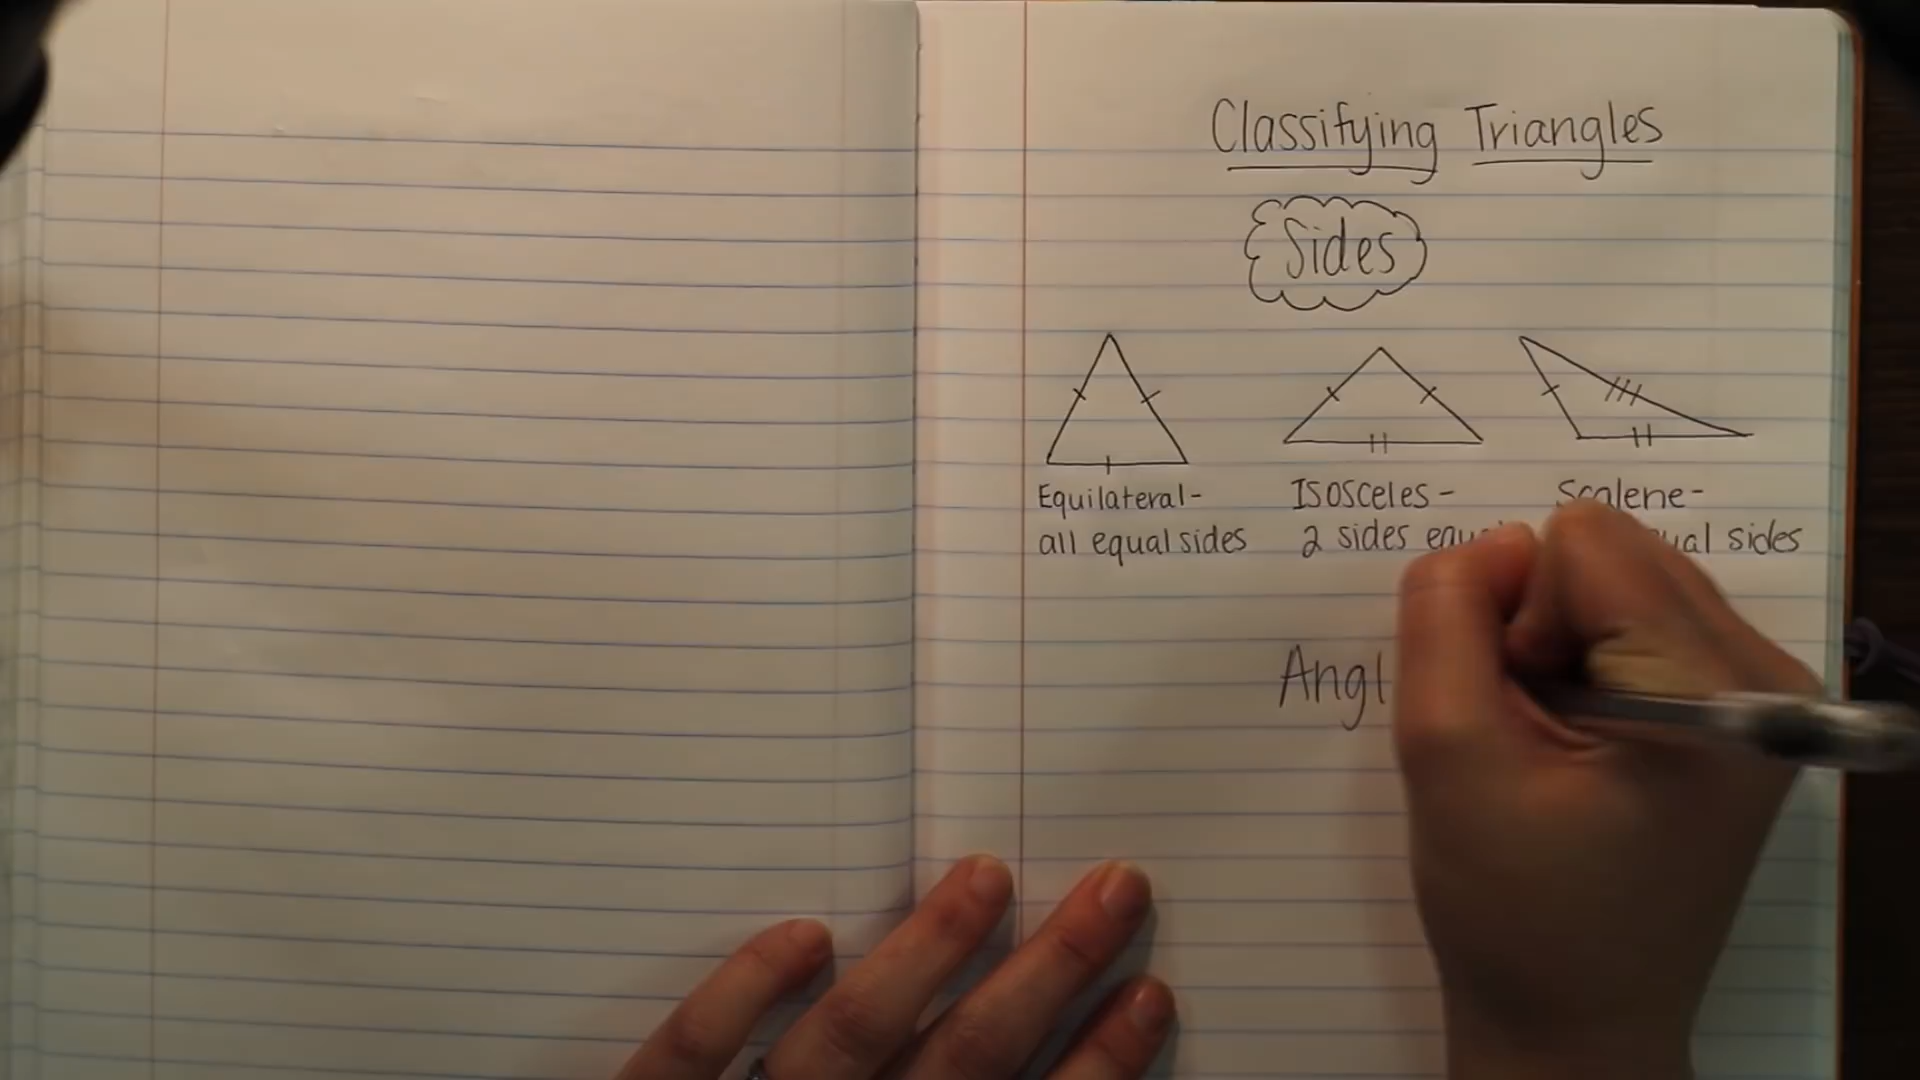 Classifying Triangles
Sides
Equilateral-
all equal sides
Isosceles-
2 sides
Scalene-
sides
Angl